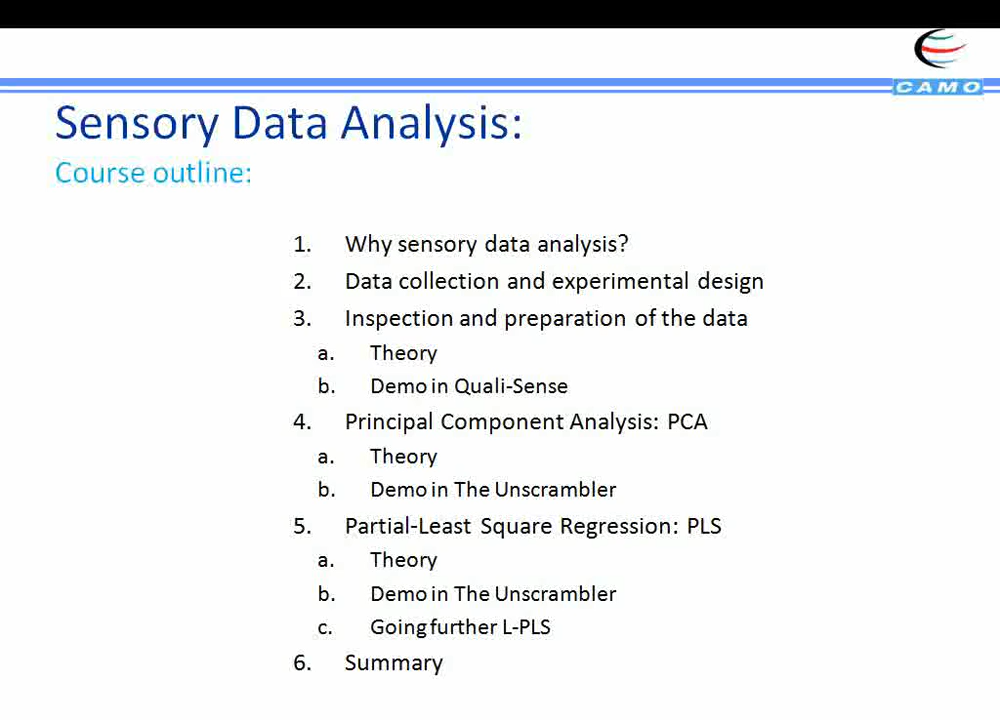 CAMO
Sensory Data Analysis:
Course outline:
1. Why sensory data analysis?
2. Data collection and experimental design
3. Inspection and preparation of the data
a. Theory
b. Demo in Quali-Sense
4. Principal Component Analysis: PCA
a. Theory
b. Demo in The Unscrambler
5. Partial-Least Square Regression: PLS
a. Theory
b. Demo in The Unscrambler
c. Going further L-PLS
6. Summary